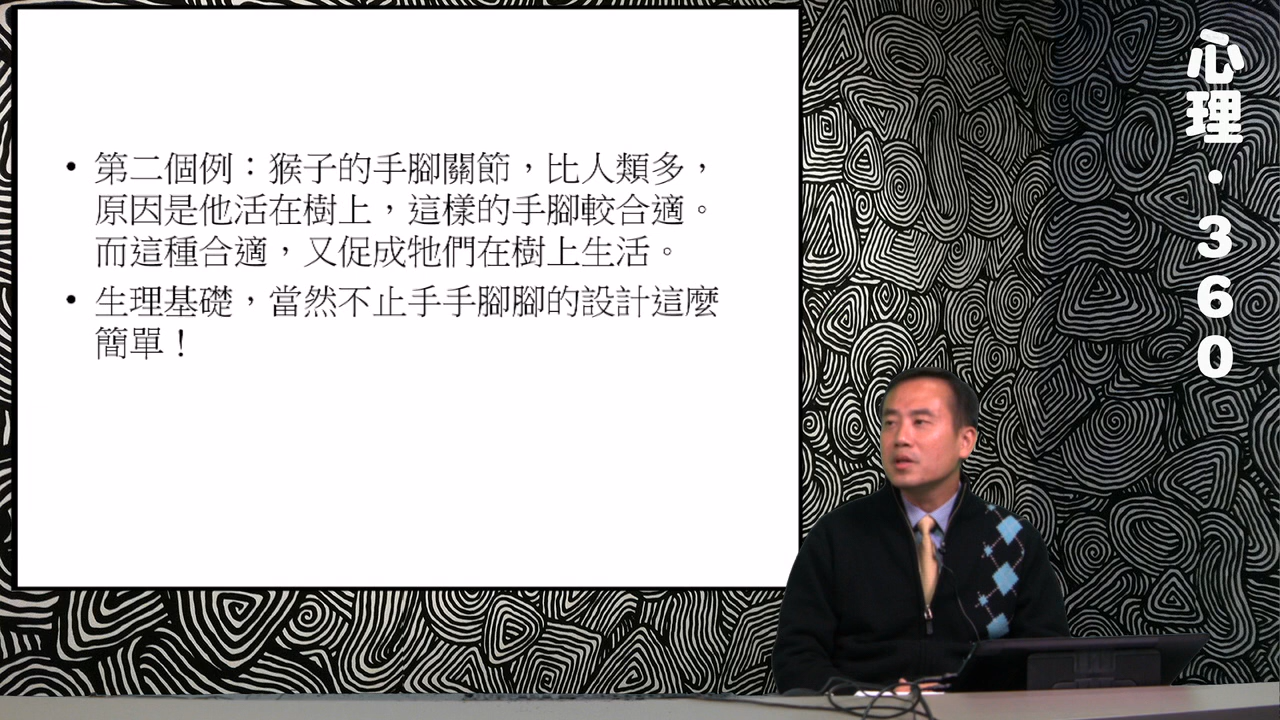 • 第二個例：猴子的手腳關節，比人類多，
原因是他活在樹上，這樣的手腳較合適。
而這種合適，又促成牠們在樹上生活。
• 生理基礎，當然不止手手腳腳的設計這麼
簡單！
心理·360